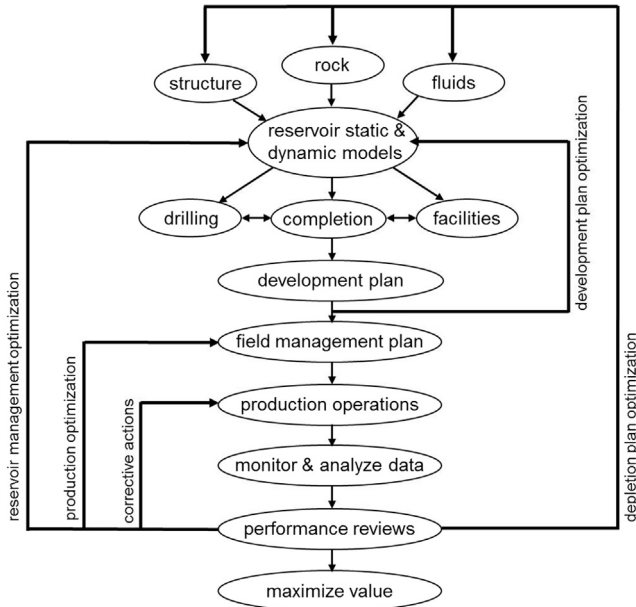 structure
rock
fluids
reservoir static &
dynamic models
drilling
completion
facilities
development plan
field management plan
production operations
monitor & analyze data
performance reviews
maximize value
reservoir management optimization
production optimization
corrective actions
development plan optimization
depletion plan optimization